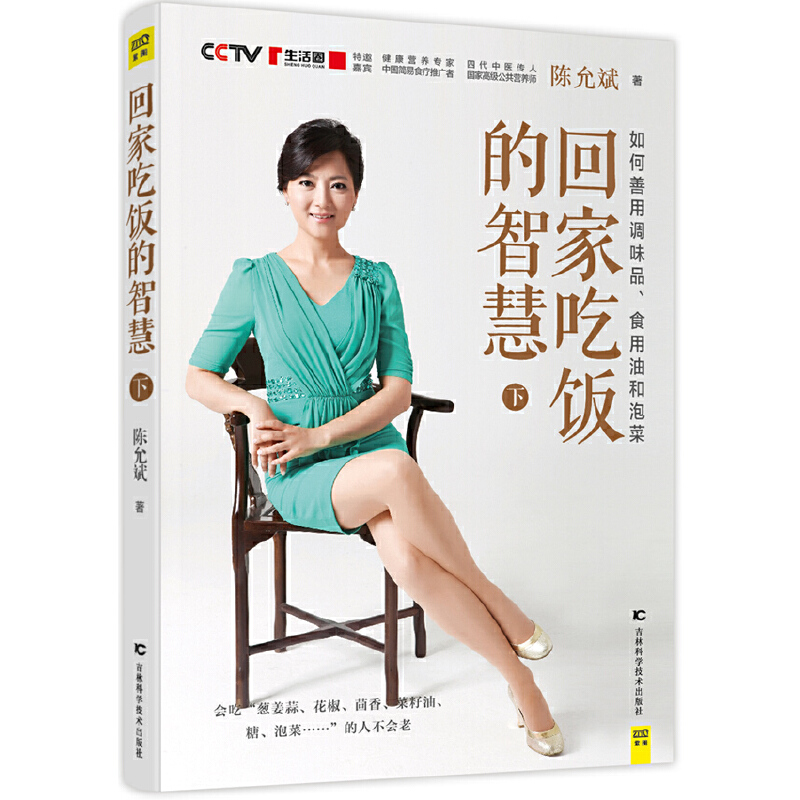 紫图
回家吃饭的智慧
下
陈允斌
著
吉林科学技术出版社
CCTV 生活圈
SHENG HUO QUAN
特邀嘉宾
健康营养专家 四代中医传人
中国简易食疗推广者 国家高级公共营养师
陈允斌 著
如何善用调味品、食用油和泡菜
回家吃饭
的智慧
下
会吃“葱姜蒜、花椒、茴香、菜籽油、
糖、泡菜……”的人不会老
吉林科学技术出版社
紫图